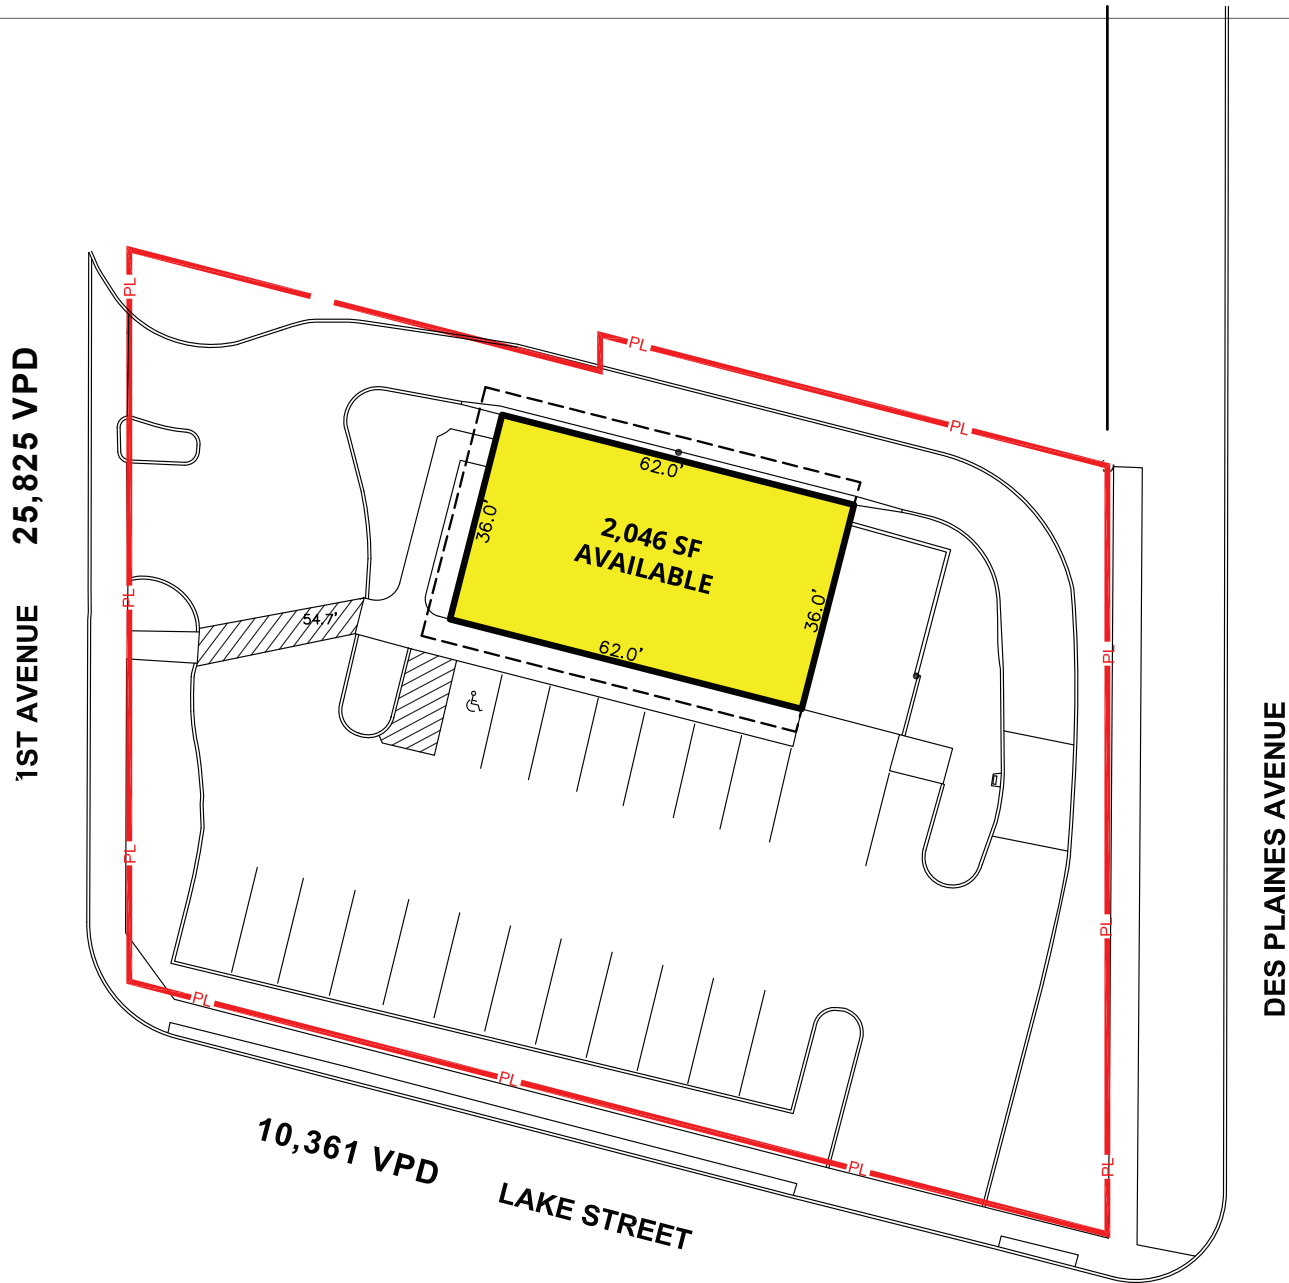 PL
PL
PL
PL
1ST AVENUE 25,825 VPD
62.0'
36.0'
2,046 SF
AVAILABLE
36.0'
62.0'
54.7'
PL
PL
PL
PL
PL
PL
PL
PL
DES PLAINES AVENUE
10,361 VPD
LAKE STREET